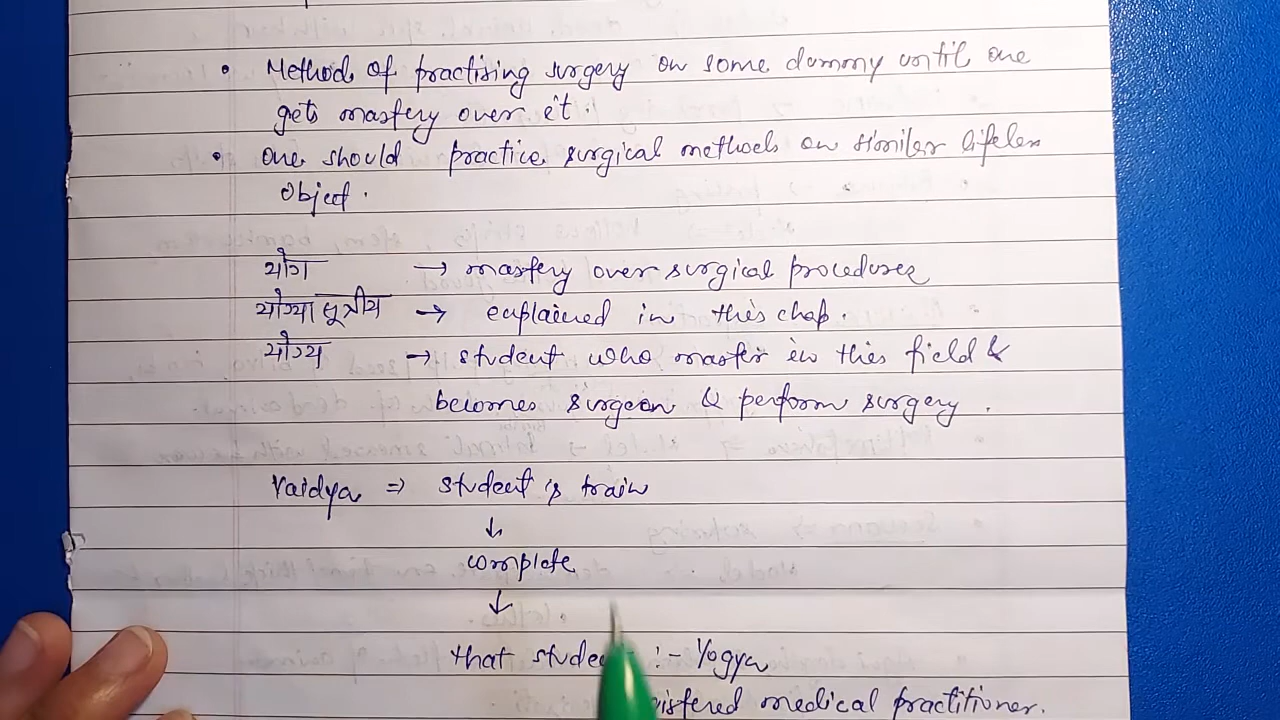 • Method of practising surgery on some dummy until one
gets mastery over it.
• One should practice surgical methods on similar lifeless
object.
योग → mastery over surgical procedures
योग्यासूत्रीय → explained in this chap.
योग्य → student who master in this field &
becomes surgeon & perform surgery.
Vaidya ⇒ student is train
↓
complete
↓
that :- Yogya
medical practitioner.